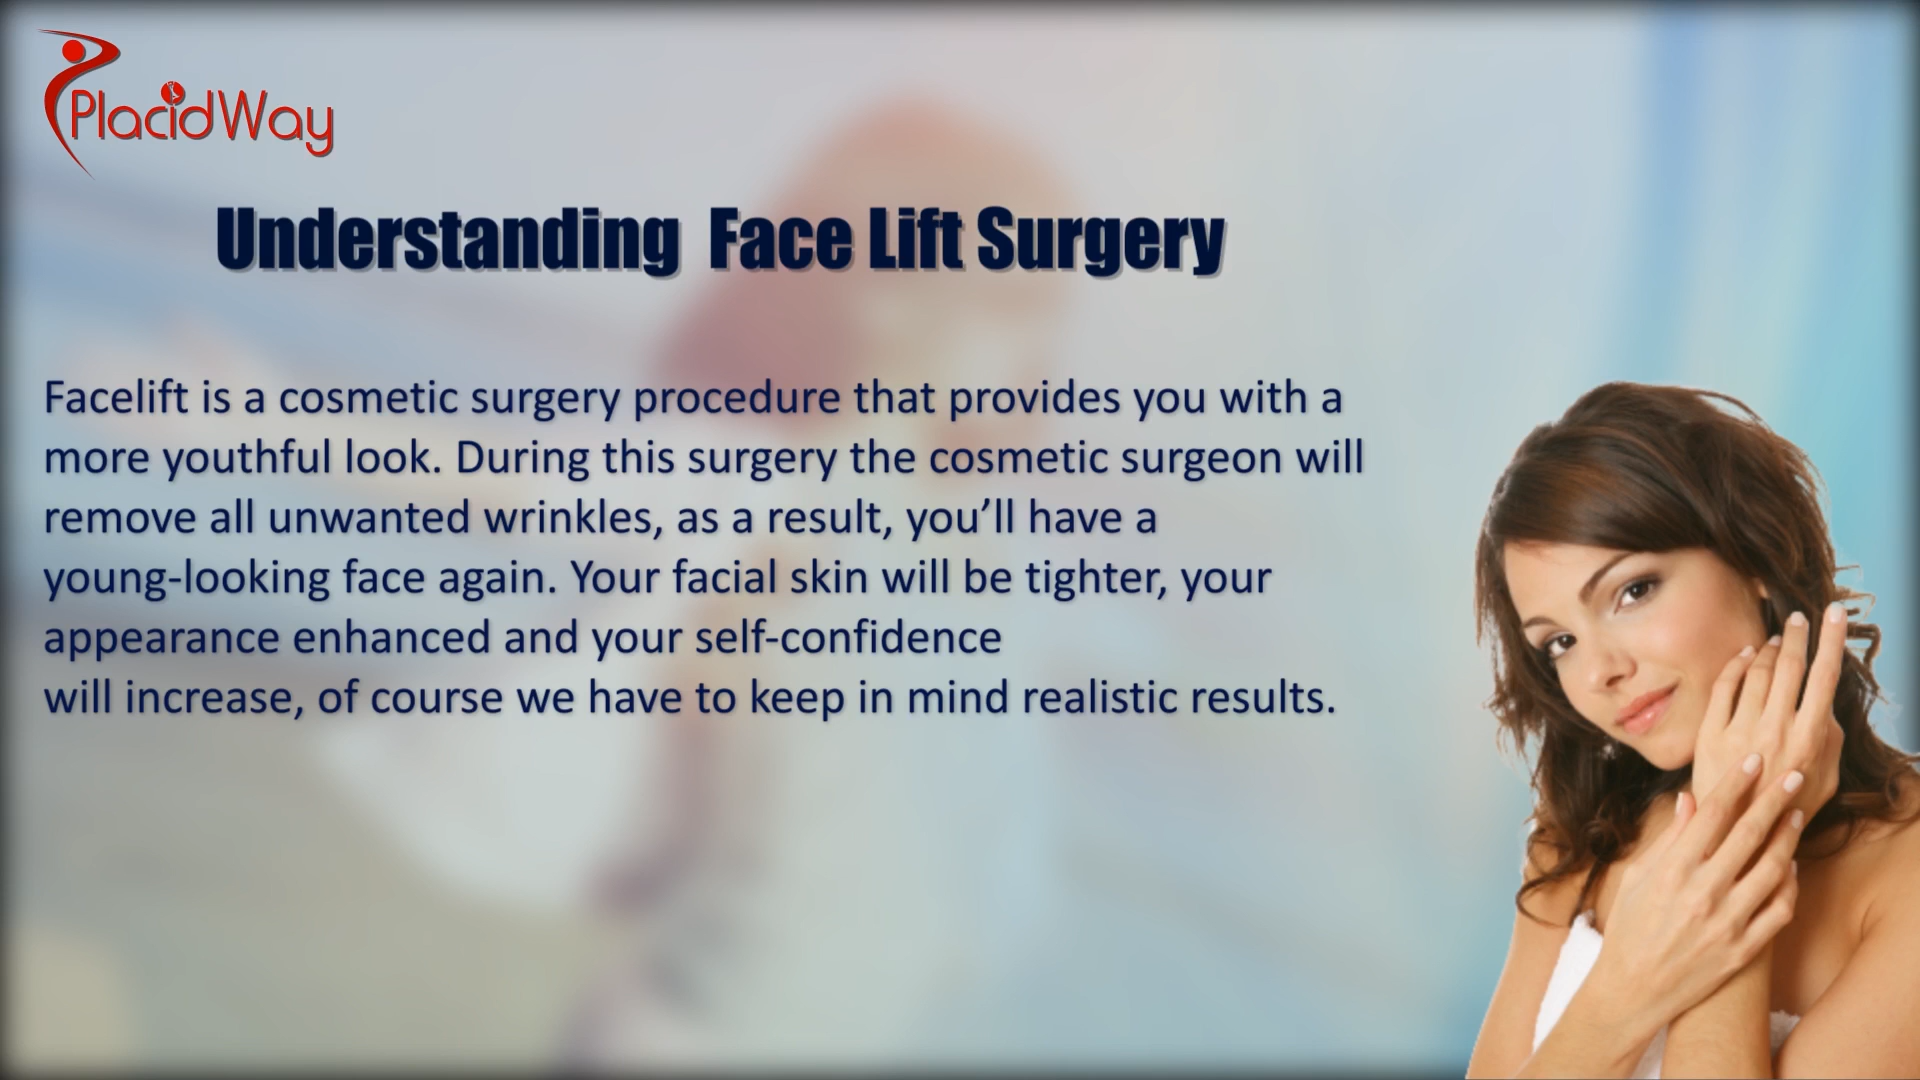 PlacidWay
Understanding Face Lift Surgery
Facelift is a cosmetic surgery procedure that provides you with a
more youthful look. During this surgery the cosmetic surgeon will
remove all unwanted wrinkles, as a result, you’ll have a
young-looking face again. Your facial skin will be tighter, your
appearance enhanced and your self-confidence
will increase, of course we have to keep in mind realistic results.